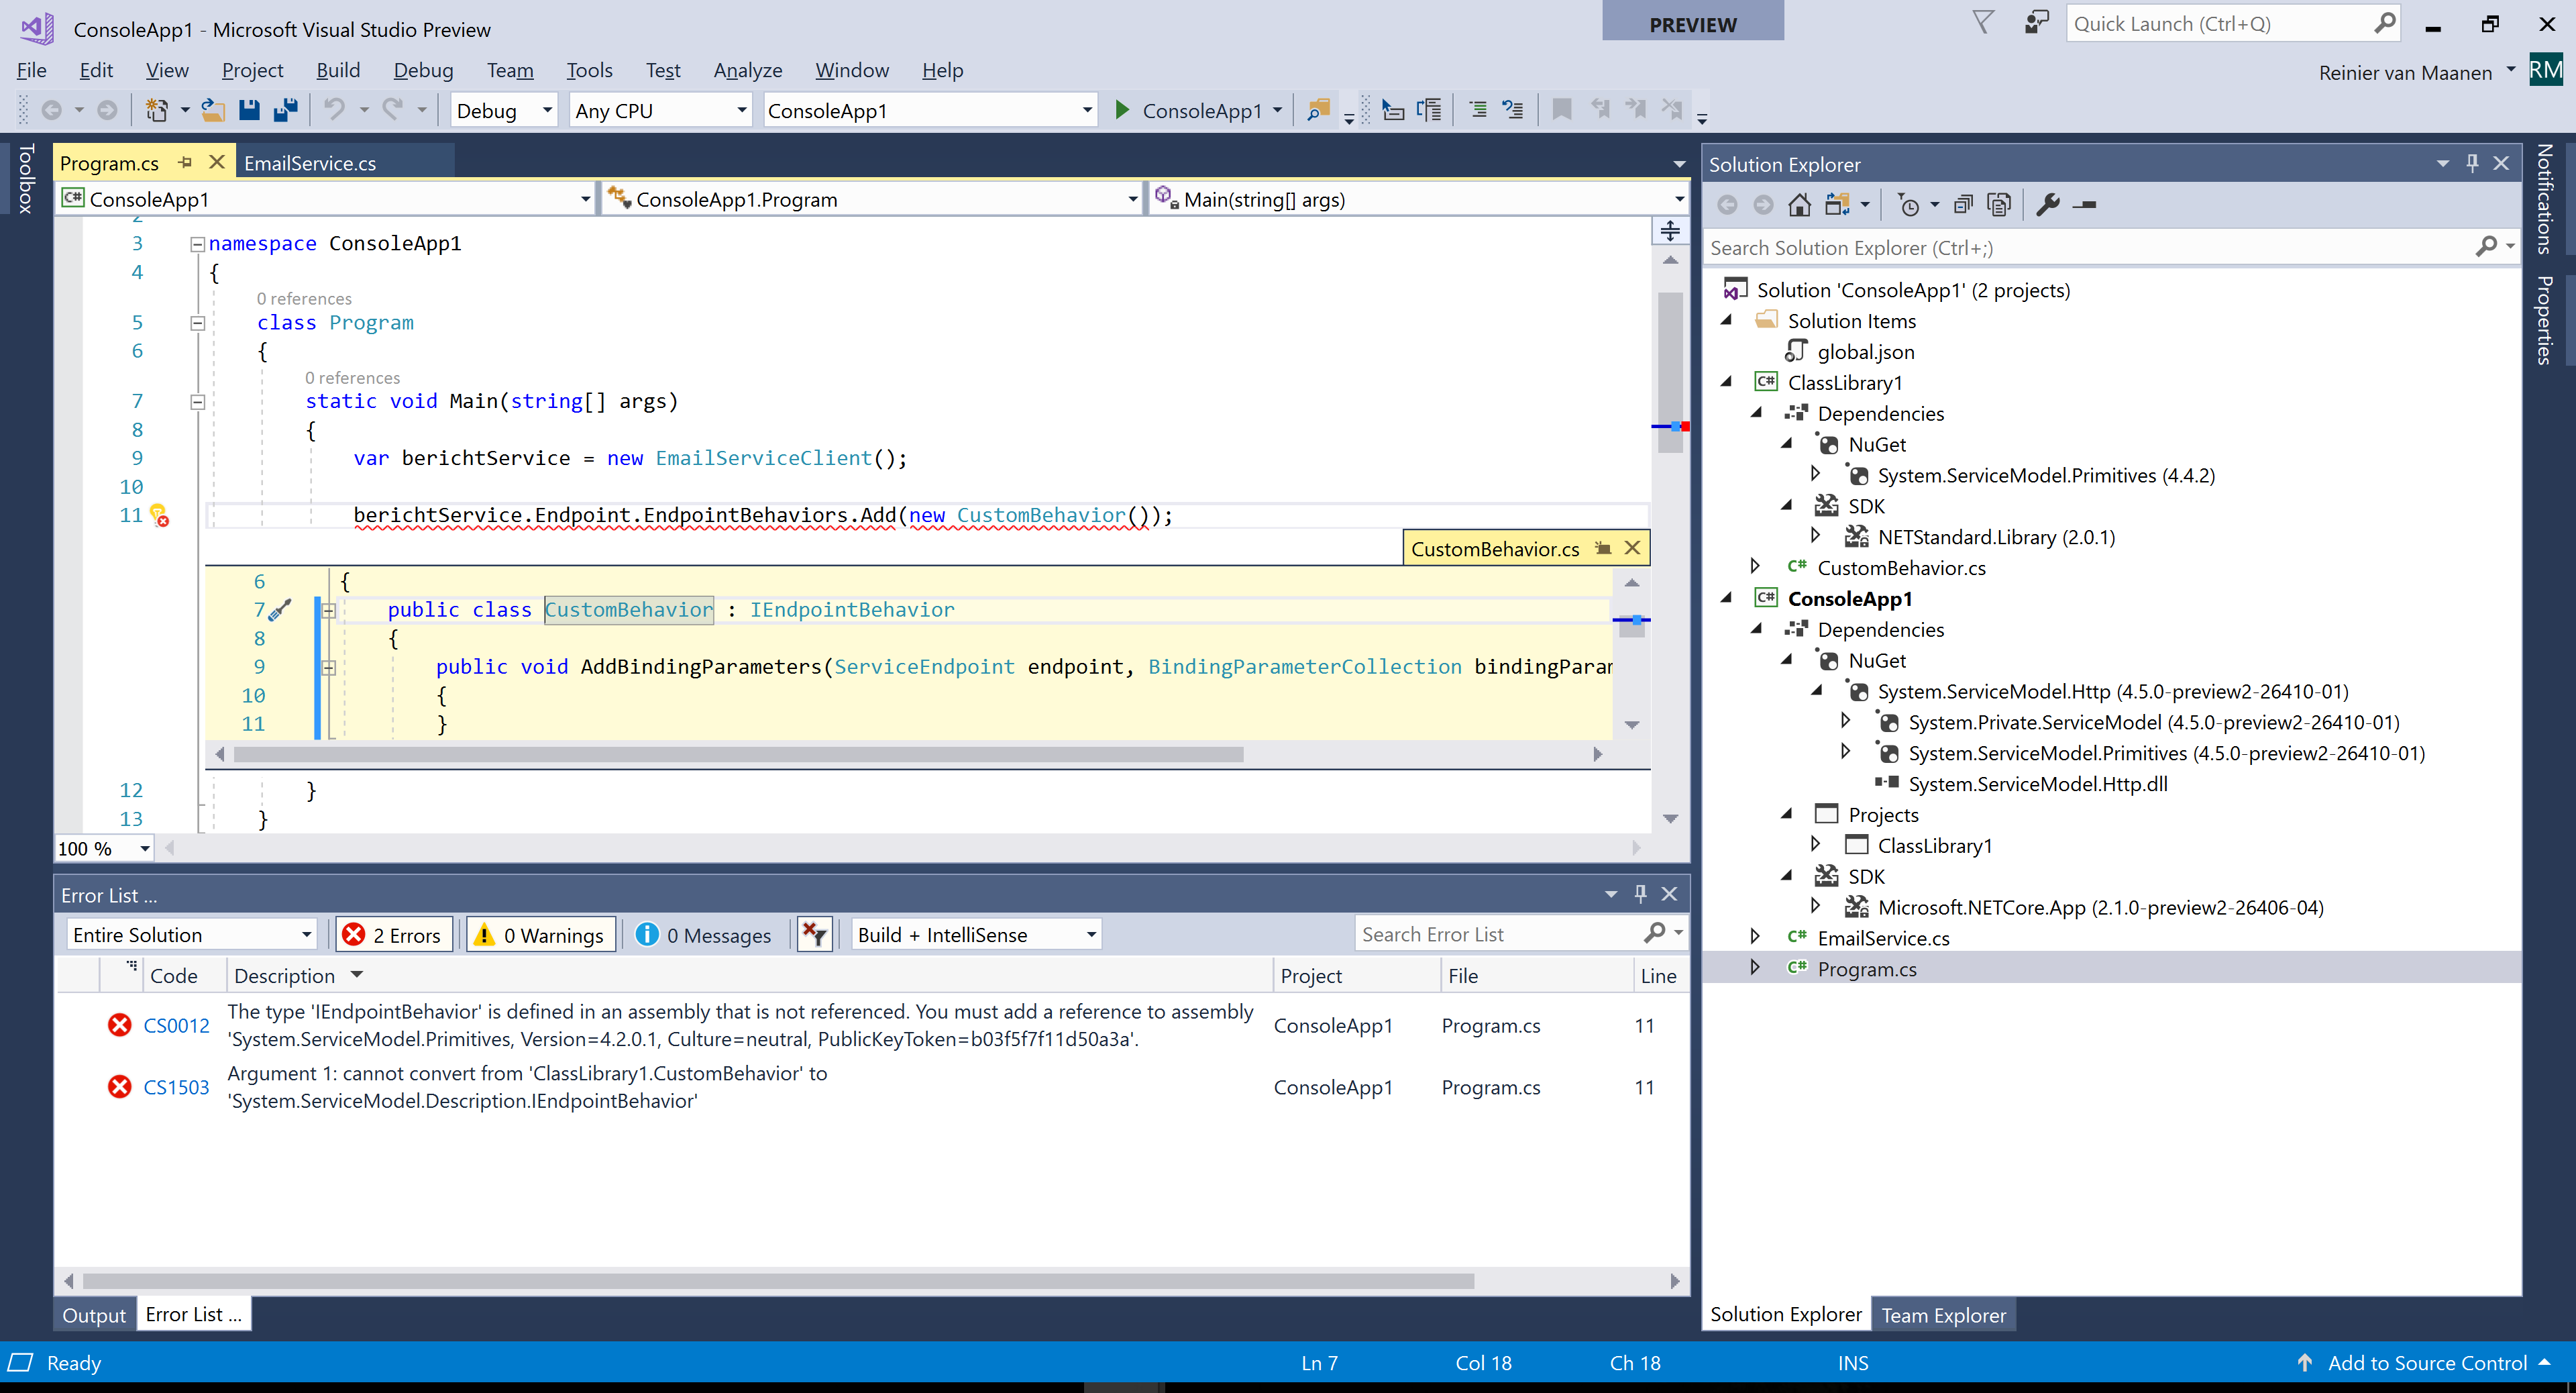 ConsoleApp1 - Microsoft Visual Studio Preview
PREVIEW
Quick Launch (Ctrl+Q)
File Edit View Project Build Debug Team Tools Test Analyze Window Help
Reinier van Maanen RM
Debug Any CPU ConsoleApp1 ConsoleApp1
Toolbox
Program.cs EmailService.cs
C# ConsoleApp1 ConsoleApp1.Program Main(string[] args)
2
3 namespace ConsoleApp1
4 {
0 references
5 class Program
6 {
0 references
7 static void Main(string[] args)
8 {
9 var berichtService = new EmailServiceClient();
10
11 berichtService.Endpoint.EndpointBehaviors.Add(new CustomBehavior());
CustomBehavior.cs
6 {
7 public class CustomBehavior : IEndpointBehavior
8 {
9 public void AddBindingParameters(ServiceEndpoint endpoint, BindingParameterCollection bindingParar
10 {
11 }
12 }
13 }
100 %
Error List ...
Entire Solution 2 Errors 0 Warnings 0 Messages Build + IntelliSense Search Error List
Code Description Project File Line
CS0012 The type 'IEndpointBehavior' is defined in an assembly that is not referenced. You must add a reference to assembly
'System.ServiceModel.Primitives, Version=4.2.0.1, Culture=neutral, PublicKeyToken=b03f5f7f11d50a3a'. ConsoleApp1 Program.cs 11
CS1503 Argument 1: cannot convert from 'ClassLibrary1.CustomBehavior' to
'System.ServiceModel.Description.IEndpointBehavior' ConsoleApp1 Program.cs 11
Output Error List ...
Solution Explorer
Search Solution Explorer (Ctrl+;)
Solution 'ConsoleApp1' (2 projects)
Solution Items
global.json
C# ClassLibrary1
Dependencies
NuGet
System.ServiceModel.Primitives (4.4.2)
SDK
NETStandard.Library (2.0.1)
C# CustomBehavior.cs
C# ConsoleApp1
Dependencies
NuGet
System.ServiceModel.Http (4.5.0-preview2-26410-01)
System.Private.ServiceModel (4.5.0-preview2-26410-01)
System.ServiceModel.Primitives (4.5.0-preview2-26410-01)
System.ServiceModel.Http.dll
Projects
ClassLibrary1
SDK
Microsoft.NETCore.App (2.1.0-preview2-26406-04)
C# EmailService.cs
C# Program.cs
Solution Explorer Team Explorer
Notifications
Properties
Ready Ln 7 Col 18 Ch 18 INS Add to Source Control